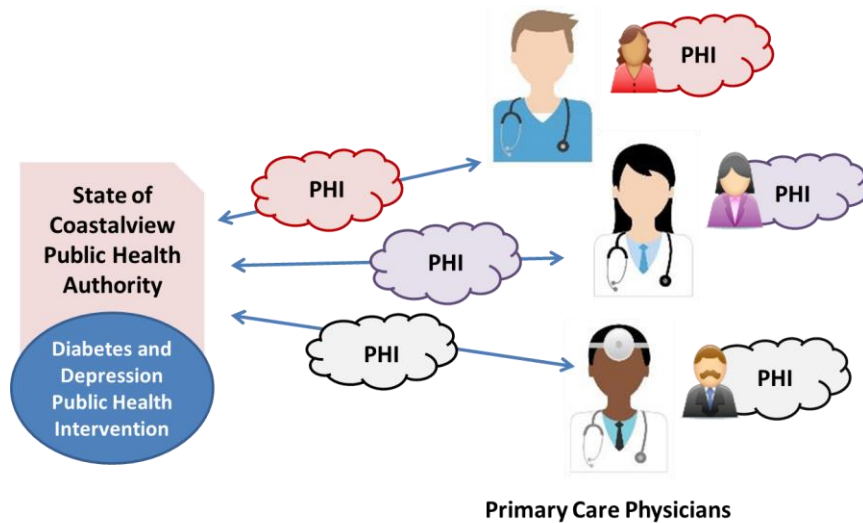 PHI
PHI
State of
Coastalview
Public Health
Authority
PHI
PHI
PHI
Diabetes and
Depression
Public Health
Intervention
PHI
Primary Care Physicians